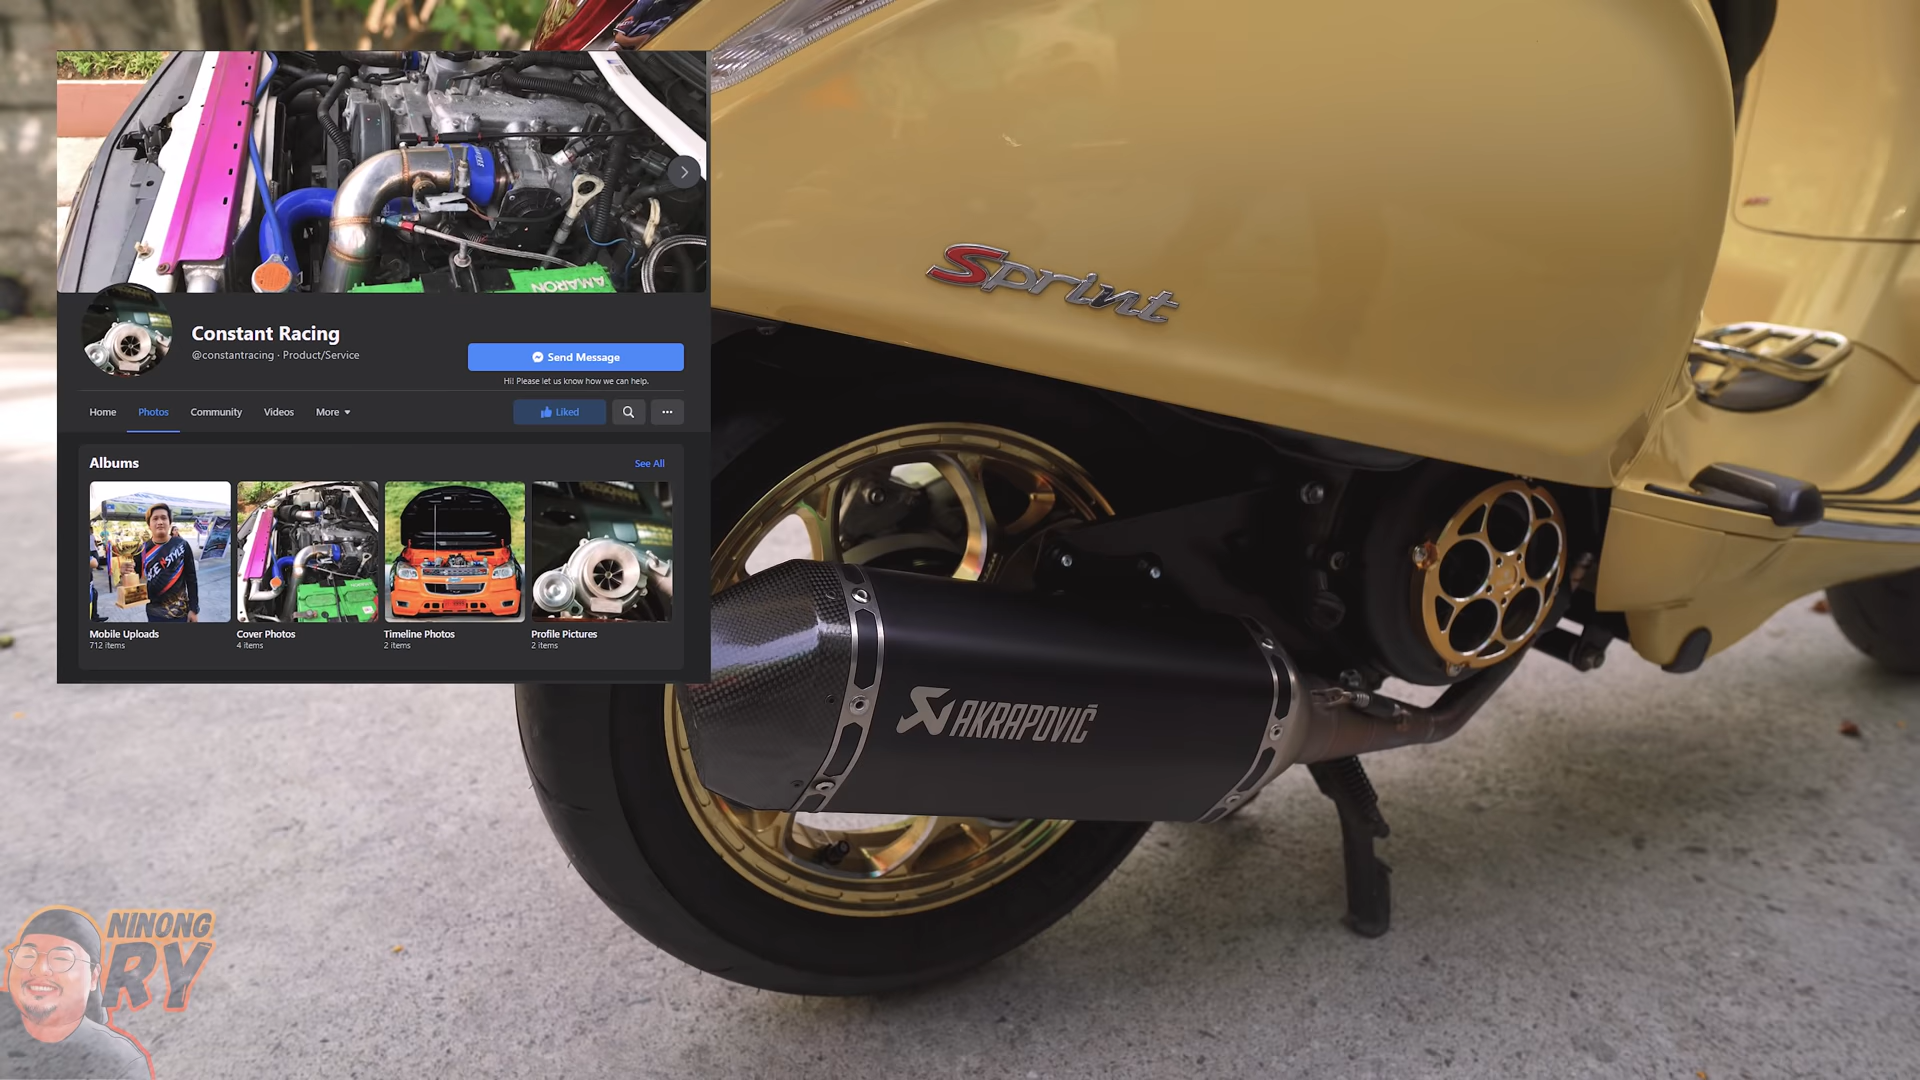 AMARON
Constant Racing
@constantracing · Product/Service
Send Message
Hi! Please let us know how we can help.
Home
Photos
Community
Videos
More
Liked
Albums
See All
Mobile Uploads
712 items
Cover Photos
4 items
Timeline Photos
2 items
Profile Pictures
2 items
Sprint
AKRAPOVIČ
NINONG
RY